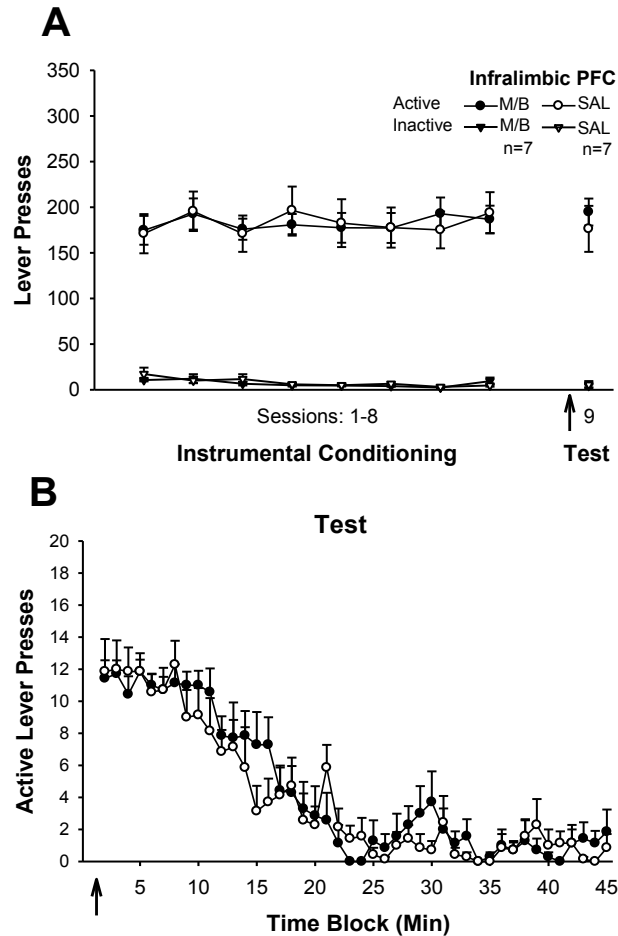 A
350
300
250
200
150
100
50
0
Lever Presses
Infralimbic PFC
Active M/B SAL
Inactive M/B SAL
n=7 n=7
Sessions: 1-8 9
Instrumental Conditioning Test
B
Test
20
18
16
14
12
10
8
6
4
2
0
Active Lever Presses
5 10 15 20 25 30 35 40 45
Time Block (Min)